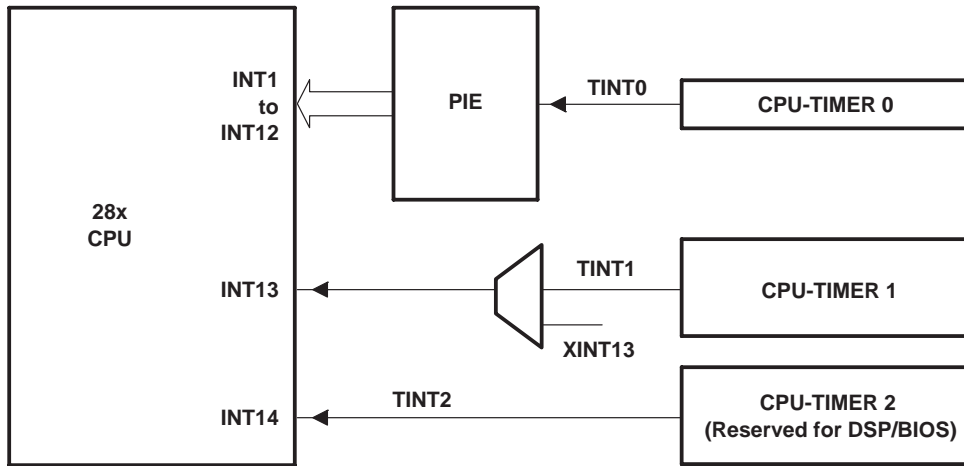 INT1
to
INT12
PIE
TINT0
CPU-TIMER 0
28x
CPU
INT13
TINT1
CPU-TIMER 1
XINT13
INT14
TINT2
CPU-TIMER 2
(Reserved for DSP/BIOS)